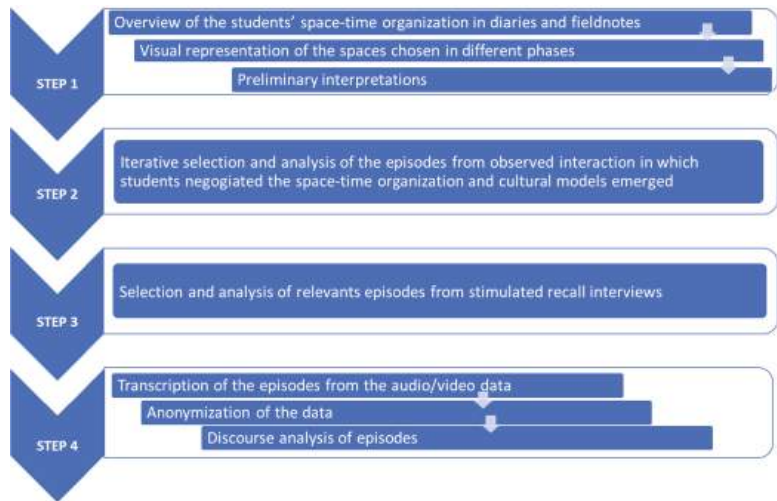 STEP 1
Overview of the students' space-time organization in diaries and fieldnotes
Visual representation of the spaces chosen in different phases
Preliminary interpretations
STEP 2
Iterative selection and analysis of the episodes from observed interaction in which
students negogiated the space-time organization and cultural models emerged
STEP 3
Selection and analysis of relevants episodes from stimulated recall interviews
STEP 4
Transcription of the episodes from the audio/video data
Anonymization of the data
Discourse analysis of episodes